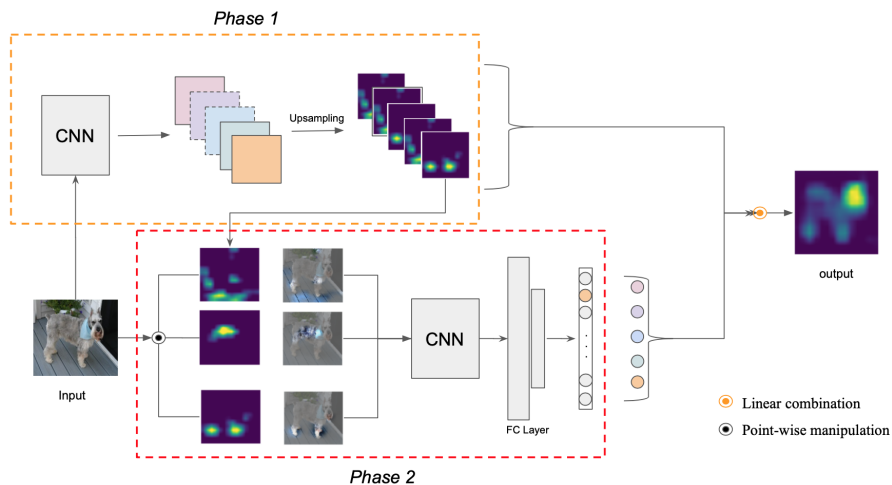 Phase 1
CNN
Upsampling
output
CNN
Input
FC Layer
Linear combination
Point-wise manipulation
Phase 2